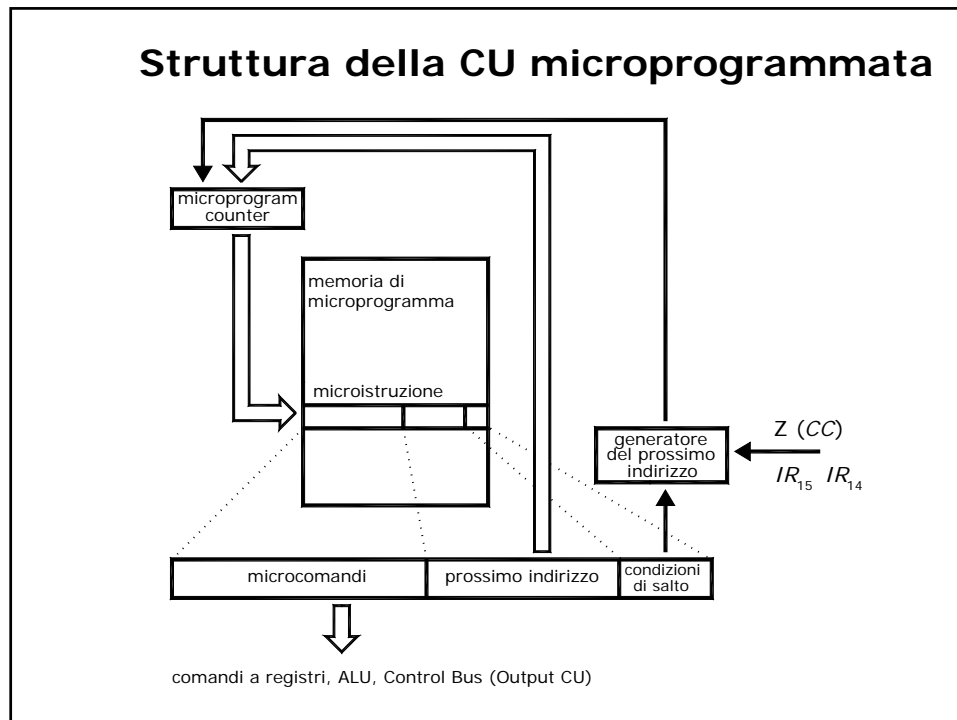 Struttura della CU microprogrammata
microprogram
counter
memoria di
microprogramma
microistruzione
generatore
del prossimo
indirizzo
Z (CC)
IR15 IR14
microcomandi
prossimo indirizzo
condizioni
di salto
comandi a registri, ALU, Control Bus (Output CU)